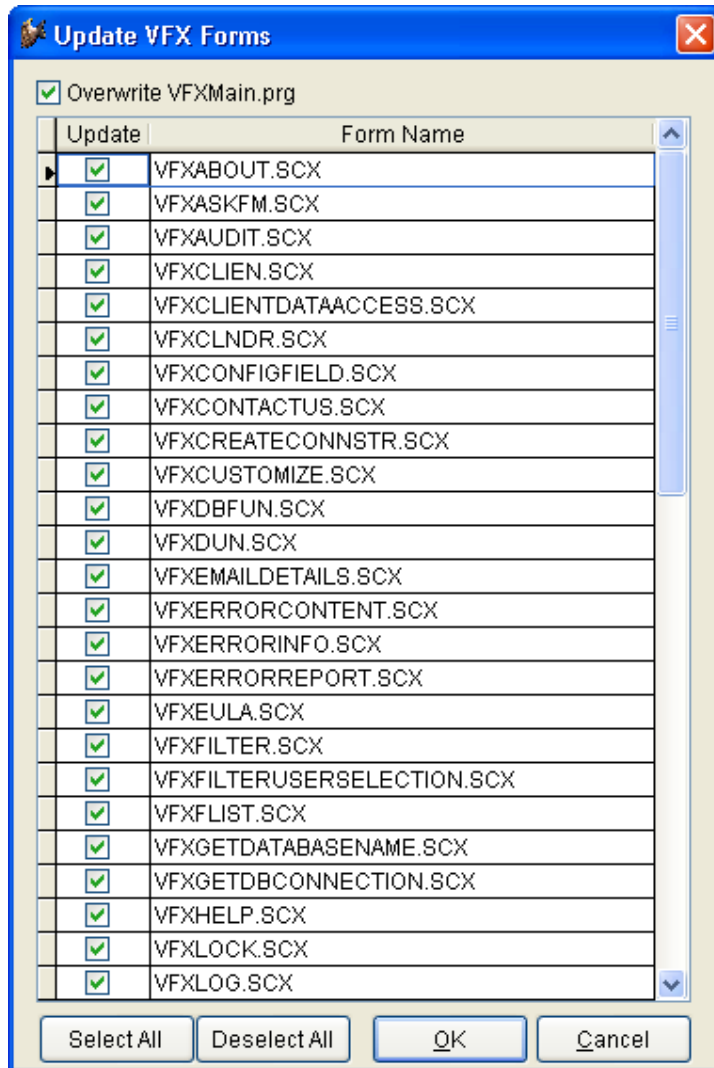 Update VFX Forms
Overwrite VFXMain.prg
Update Form Name
VFXABOUT.SCX
VFXASKFM.SCX
VFXAUDIT.SCX
VFXCLIEN.SCX
VFXCLIENTDATAACCESS.SCX
VFXCLNDR.SCX
VFXCONFIGFIELD.SCX
VFXCONTACTUS.SCX
VFXCREATECONNSTR.SCX
VFXCUSTOMIZE.SCX
VFXDBFUN.SCX
VFXDUN.SCX
VFXEMAILDETAILS.SCX
VFXERRORCONTENT.SCX
VFXERRORINFO.SCX
VFXERRORREPORT.SCX
VFXEULA.SCX
VFXFILTER.SCX
VFXFILTERUSERSELECTION.SCX
VFXFLIST.SCX
VFXGETDATABASENAME.SCX
VFXGETDBCONNECTION.SCX
VFXHELP.SCX
VFXLOCK.SCX
VFXLOG.SCX
Select All Deselect All OK Cancel